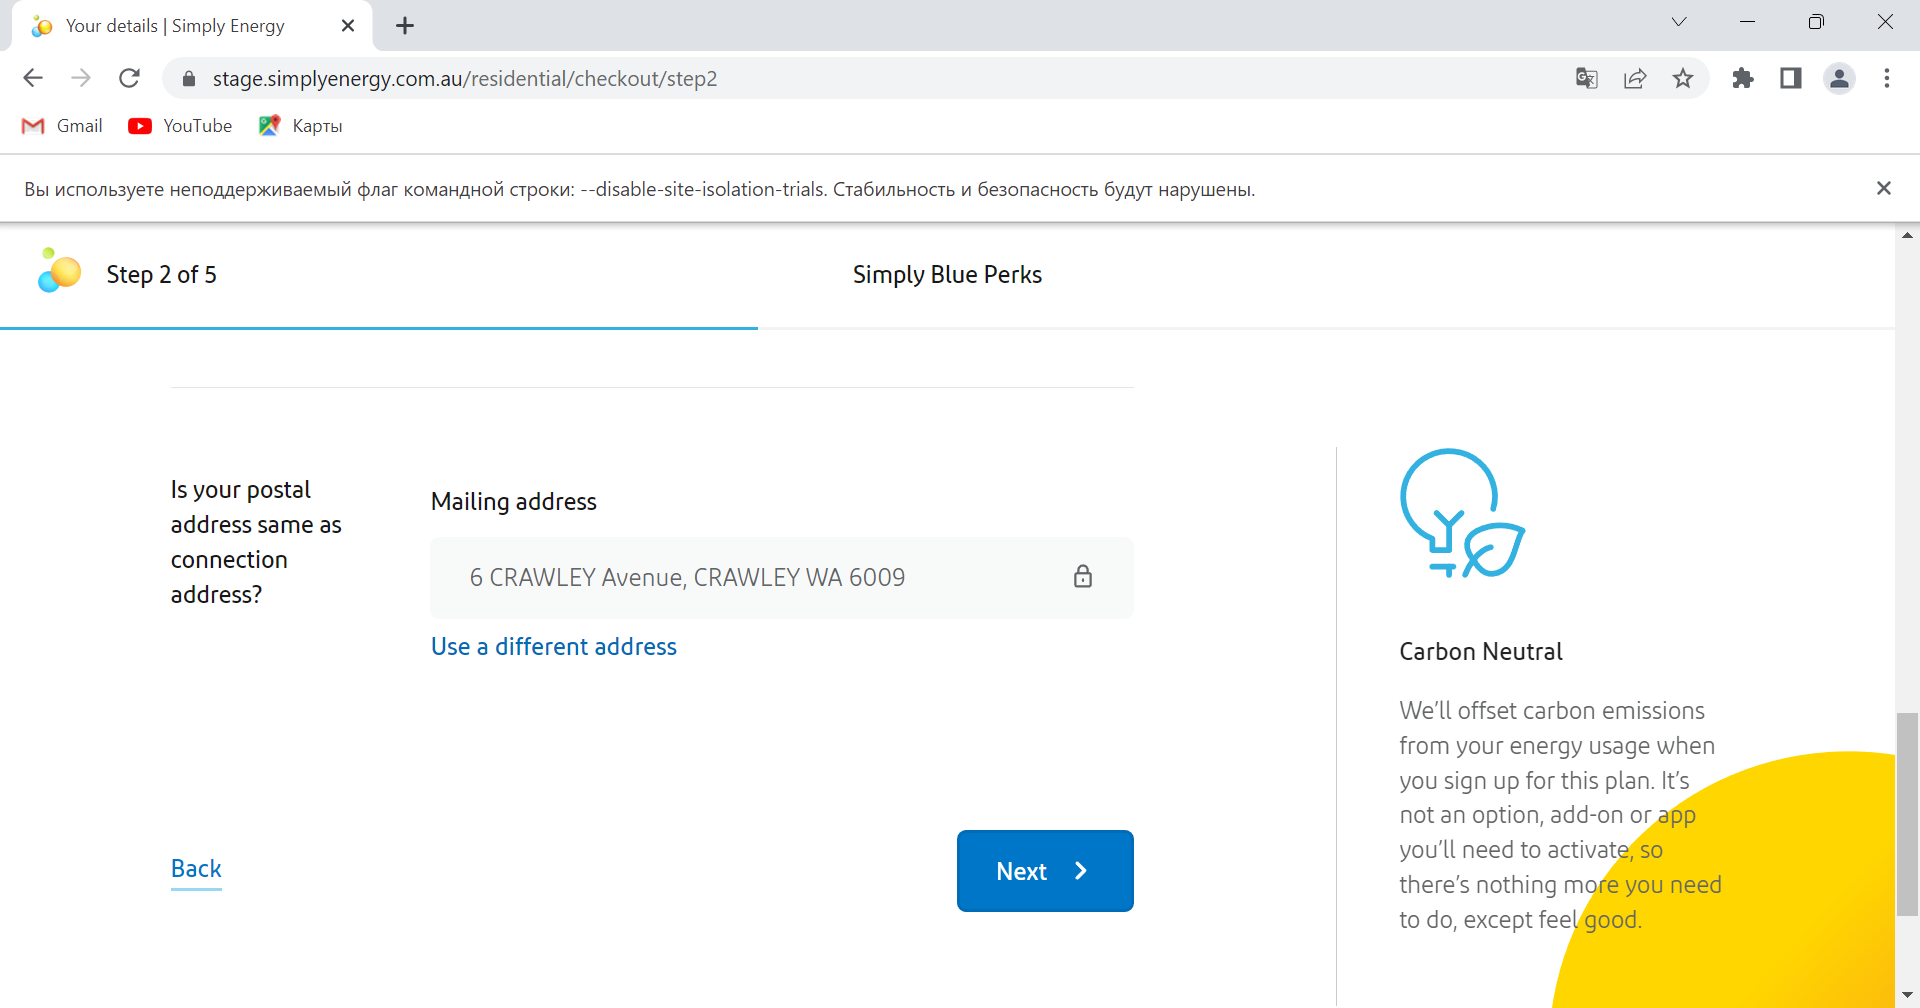 Your details | Simply Energy
stage.simplyenergy.com.au/residential/checkout/step2
Gmail YouTube Карты
Вы используете неподдерживаемый флаг командной строки: --disable-site-isolation-trials. Стабильность и безопасность будут нарушены.
Step 2 of 5
Simply Blue Perks
Is your postal
address same as
connection
address?
Mailing address
6 CRAWLEY Avenue, CRAWLEY WA 6009
Use a different address
Back
Next
Carbon Neutral
We’ll offset carbon emissions
from your energy usage when
you sign up for this plan. It’s
not an option, add-on or app
you’ll need to activate, so
there’s nothing more you need
to do, except feel good.